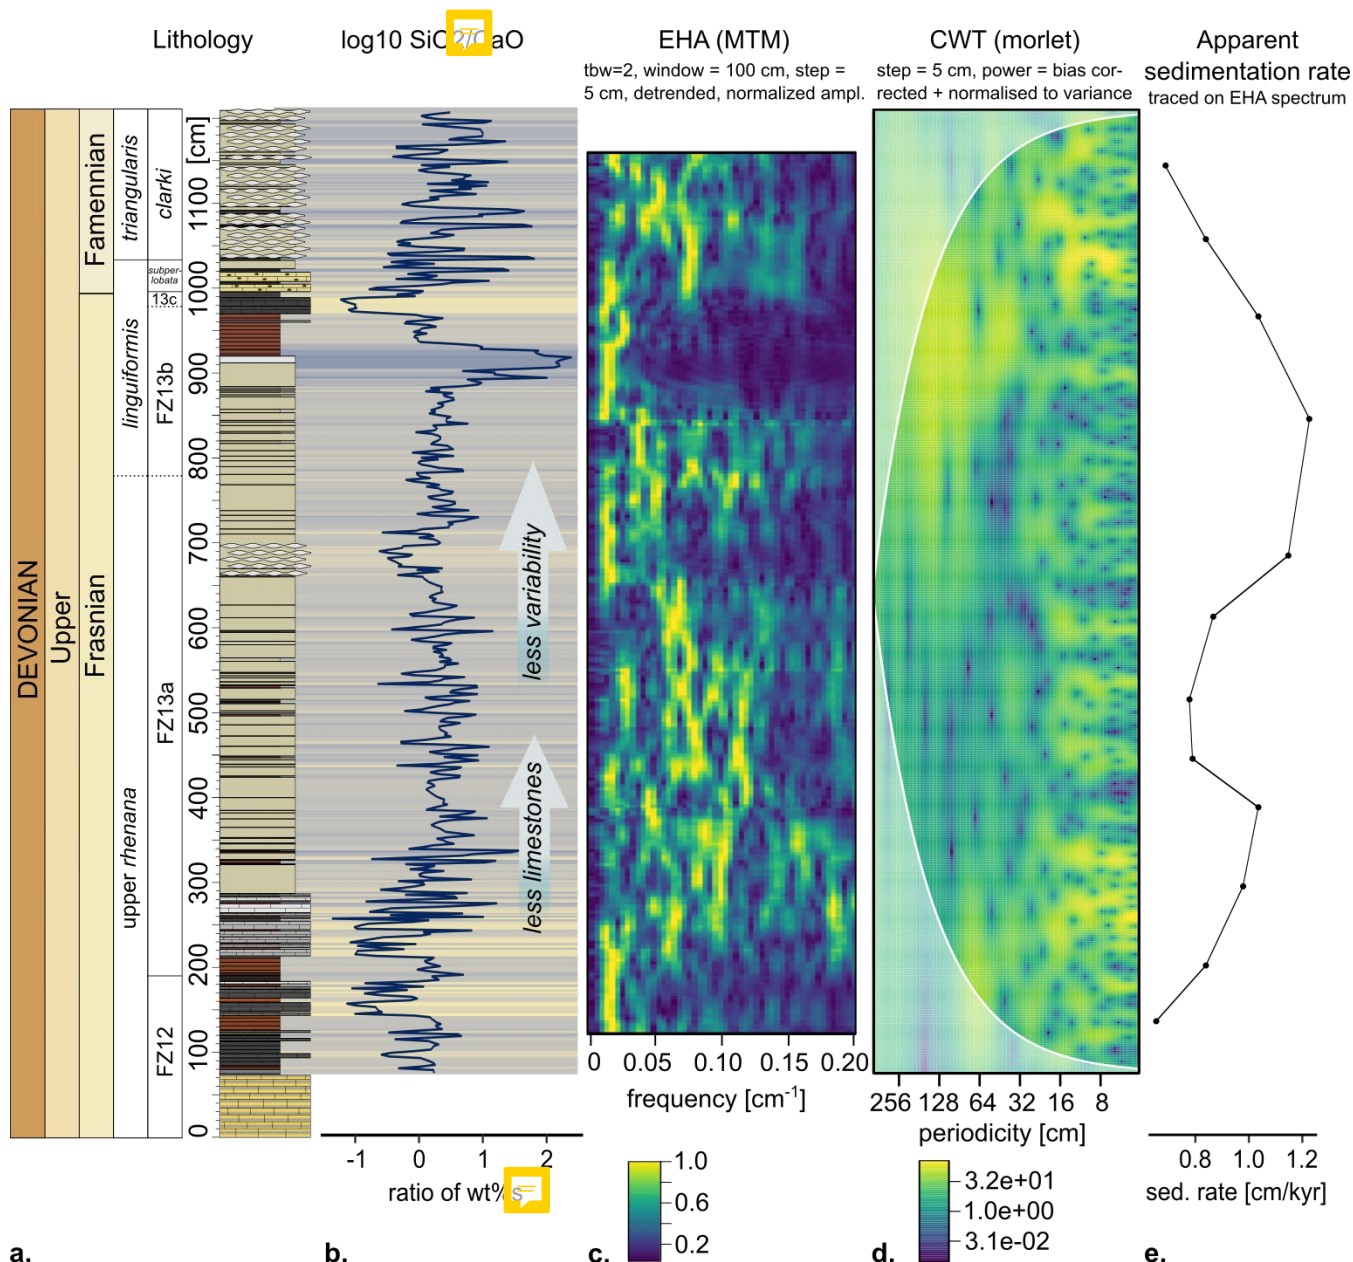 Lithology
log10 SiO2/CaO
EHA (MTM)
tbw=2, window = 100 cm, step =
5 cm, detrended, normalized ampl.
CWT (morlet)
step = 5 cm, power = bias cor-
rected + normalised to variance
Apparent
sedimentation rate
traced on EHA spectrum
DEVONIAN
Upper
Famennian
Frasnian
triangularis
linguiformis
upper rhenana
clarki
subper-
lobata
13c
FZ13b
FZ13a
FZ12
[cm]
1100
1000
900
800
700
600
500
400
300
200
100
0
less variability
less limestones
-1 0 1 2
ratio of wt%s
0 0.05 0.10 0.20
frequency [cm-1]
1.0
0.6
0.2
256 128 64 32 16 8
periodicity [cm]
3.2e+01
1.0e+00
3.1e-02
0.8 1.0 1.2
sed. rate [cm/kyr]
a. b. c. d. e.